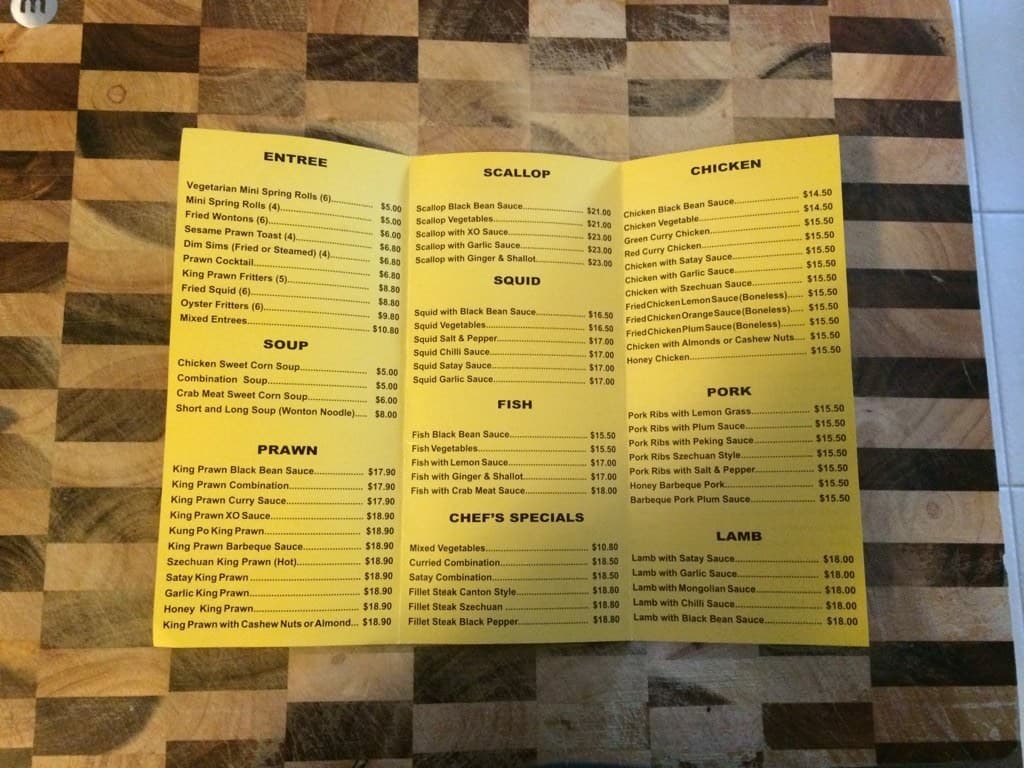 m
ENTREE
Vegetarian Mini Spring Rolls (6)............ $5.00
Mini Spring Rolls (4)............ $5.00
Fried Wontons (6)............ $6.00
Sesame Prawn Toast (4)............ $6.80
Dim Sims (Fried or Steamed) (4)............ $6.80
Prawn Cocktail............ $6.80
King Prawn Fritters (5)............ $8.80
Fried Squid (6)............ $8.80
Oyster Fritters (6)............ $9.80
Mixed Entrees............ $10.80
SOUP
Chicken Sweet Corn Soup............ $5.00
Combination Soup............ $5.00
Crab Meat Sweet Corn Soup............ $6.00
Short and Long Soup (Wonton Noodle)..... $8.00
PRAWN
King Prawn Black Bean Sauce............ $17.90
King Prawn Combination............ $17.90
King Prawn Curry Sauce............ $17.90
King Prawn XO Sauce............ $18.90
Kung Po King Prawn............ $18.90
King Prawn Barbeque Sauce............ $18.90
Szechuan King Prawn (Hot)............ $18.90
Satay King Prawn ............ $18.90
Garlic King Prawn............ $18.90
Honey King Prawn............ $18.90
King Prawn with Cashew Nuts or Almond... $18.90
SCALLOP
Scallop Black Bean Sauce............ $21.00
Scallop Vegetables............ $21.00
Scallop with XO Sauce............ $23.00
Scallop with Garlic Sauce............ $23.00
Scallop with Ginger & Shallot............ $23.00
SQUID
Squid with Black Bean Sauce............ $16.50
Squid Vegetables............ $16.50
Squid Salt & Pepper............ $17.00
Squid Chilli Sauce............ $17.00
Squid Satay Sauce............ $17.00
Squid Garlic Sauce............ $17.00
FISH
Fish Black Bean Sauce............ $15.50
Fish Vegetables............ $15.50
Fish with Lemon Sauce............ $17.00
Fish with Ginger & Shallot............ $17.00
Fish with Crab Meat Sauce............ $18.00
CHEF'S SPECIALS
Mixed Vegetables............ $10.80
Curried Combination............ $18.50
Satay Combination............ $18.50
Fillet Steak Canton Style............ $18.80
Fillet Steak Szechuan ............ $18.80
Fillet Steak Black Pepper............ $18.80
CHICKEN
Chicken Black Bean Sauce............ $14.50
Chicken Vegetable............ $14.50
Green Curry Chicken............ $15.50
Red Curry Chicken............ $15.50
Chicken with Satay Sauce............ $15.50
Chicken with Garlic Sauce............ $15.50
Chicken with Szechuan Sauce............ $15.50
Fried Chicken Lemon Sauce (Boneless)..... $15.50
Fried Chicken Orange Sauce (Boneless)..... $15.50
Fried Chicken Plum Sauce (Boneless)....... $15.50
Chicken with Almonds or Cashew Nuts.... $15.50
Honey Chicken............ $15.50
PORK
Pork Ribs with Lemon Grass............ $15.50
Pork Ribs with Plum Sauce............ $15.50
Pork Ribs with Peking Sauce............ $15.50
Pork Ribs Szechuan Style............ $15.50
Pork Ribs with Salt & Pepper............ $15.50
Honey Barbeque Pork............ $15.50
Barbeque Pork Plum Sauce............ $15.50
LAMB
Lamb with Satay Sauce............ $18.00
Lamb with Garlic Sauce............ $18.00
Lamb with Mongolian Sauce............ $18.00
Lamb with Chilli Sauce............ $18.00
Lamb with Black Bean Sauce............ $18.00